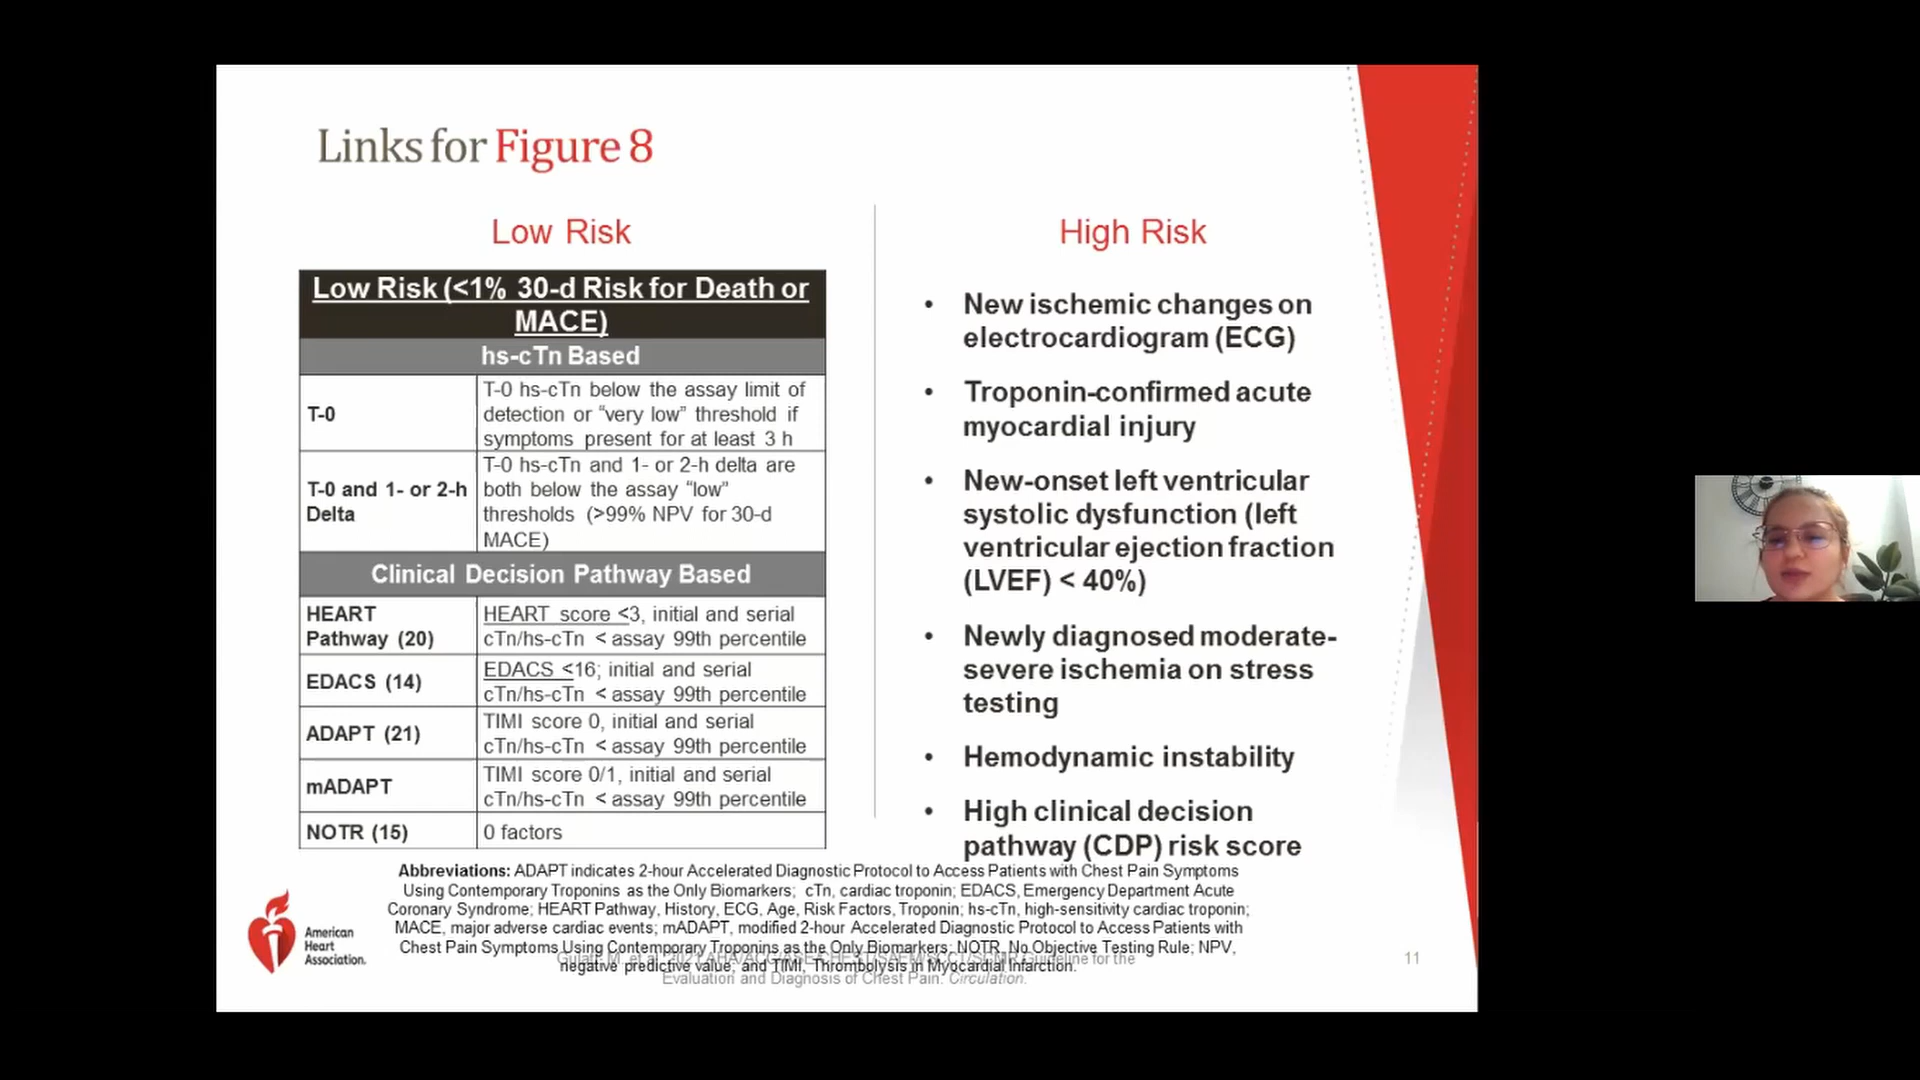 Links for Figure 8
Low Risk
Low Risk (<1% 30-d Risk for Death or
MACE)
hs-cTn Based
T-0
T-0 hs-cTn below the assay limit of
detection or “very low” threshold if
symptoms present for at least 3 h
T-0 and 1- or 2-h
Delta
T-0 hs-cTn and 1- or 2-h delta are
both below the assay “low”
thresholds (>99% NPV for 30-d
MACE)
Clinical Decision Pathway Based
HEART
Pathway (20)
HEART score <3, initial and serial
cTn/hs-cTn < assay 99th percentile
EDACS (14)
EDACS <16; initial and serial
cTn/hs-cTn < assay 99th percentile
ADAPT (21)
TIMI score 0, initial and serial
cTn/hs-cTn < assay 99th percentile
mADAPT
TIMI score 0/1, initial and serial
cTn/hs-cTn < assay 99th percentile
NOTR (15)
0 factors
High Risk
• New ischemic changes on
electrocardiogram (ECG)
• Troponin-confirmed acute
myocardial injury
• New-onset left ventricular
systolic dysfunction (left
ventricular ejection fraction
(LVEF) < 40%)
• Newly diagnosed moderate-
severe ischemia on stress
testing
• Hemodynamic instability
• High clinical decision
pathway (CDP) risk score
Abbreviations: ADAPT indicates 2-hour Accelerated Diagnostic Protocol to Access Patients with Chest Pain Symptoms
Using Contemporary Troponins as the Only Biomarkers; cTn, cardiac troponin; EDACS, Emergency Department Acute
Coronary Syndrome; HEART Pathway, History, ECG, Age, Risk Factors, Troponin; hs-cTn, high-sensitivity cardiac troponin;
MACE, major adverse cardiac events; mADAPT, modified 2-hour Accelerated Diagnostic Protocol to Access Patients with
Chest Pain Symptoms Using Contemporary Troponins as the Only Biomarkers; NOTR, No Objective Testing Rule; NPV,
negative predictive value; and TIMI, Thrombolysis in Myocardial Infarction.
Gulati, M. et al. 2021 AHA/ACC/ASE/CHEST/SAEM/SCCT/SCMR Guideline for the
Evaluation and Diagnosis of Chest Pain. Circulation.
American
Heart
Association.
11